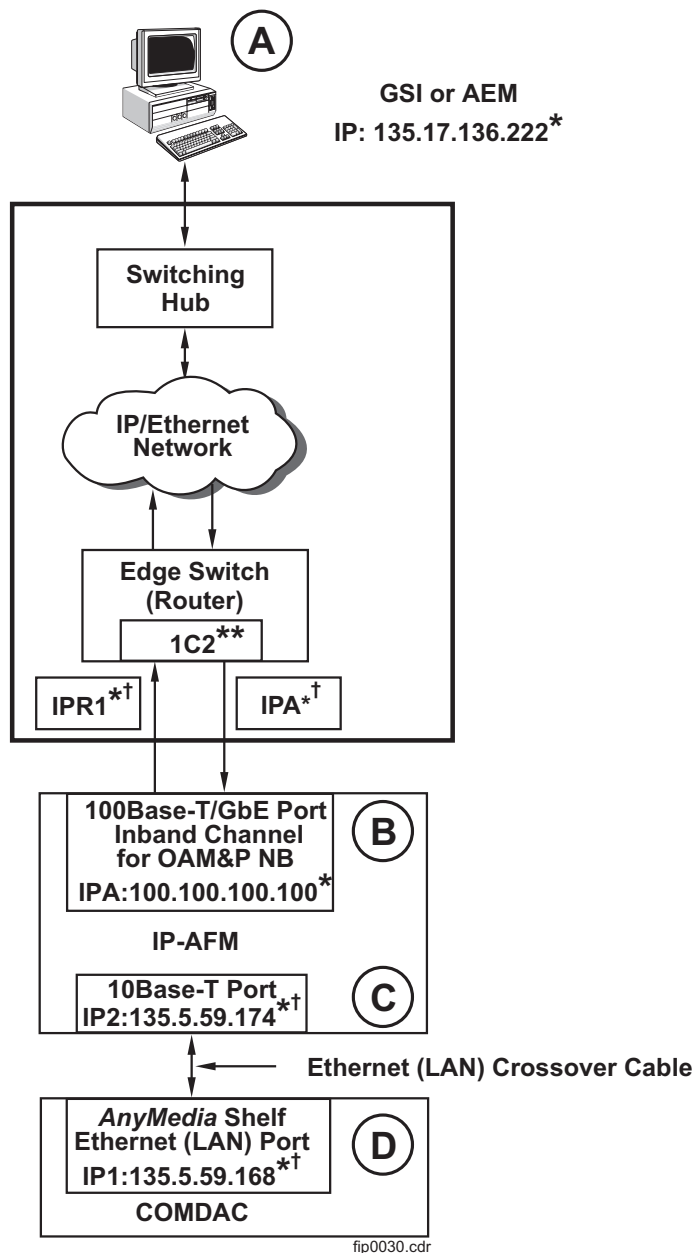 A
GSI or AEM
IP: 135.17.136.222*
Switching
Hub
IP/Ethernet
Network
Edge Switch
(Router)
1C2**
IPR1*†
IPA*†
100Base-T/GbE Port
Inband Channel
for OAM&P NB
IPA:100.100.100.100*
B
IP-AFM
10Base-T Port
IP2:135.5.59.174*†
C
Ethernet (LAN) Crossover Cable
AnyMedia Shelf
Ethernet (LAN) Port
IP1:135.5.59.168*†
D
COMDAC
fip0030.cdr